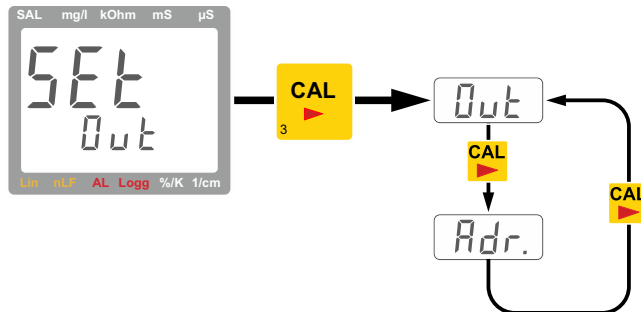 SAL mg/l kOhm mS µS
SEt
Out
Lin nLF AL Logg %/K 1/cm
CAL
3
Out
CAL
Adr.
CAL